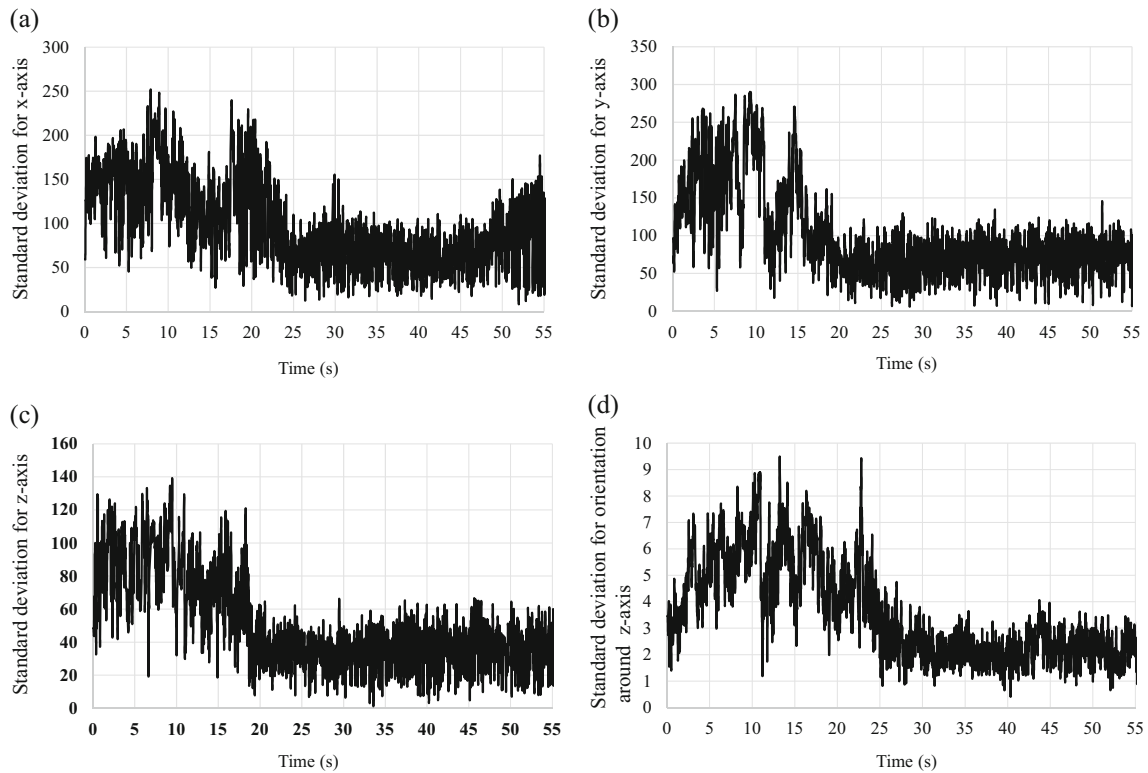 (a)
Standard deviation for x-axis
300
250
200
150
100
50
0
0 5 10 15 20 25 30 35 40 45 50 55
Time (s)
(b)
Standard deviation for y-axis
350
300
250
200
150
100
50
0
0 5 10 15 20 25 30 35 40 45 50 55
Time (s)
(c)
Standard deviation for z-axis
160
140
120
100
80
60
40
20
0
0 5 10 15 20 25 30 35 40 45 50 55
Time (s)
(d)
Standard deviation for orientation
around z-axis
10
9
8
7
6
5
4
3
2
1
0
0 5 10 15 20 25 30 35 40 45 50 55
Time (s)